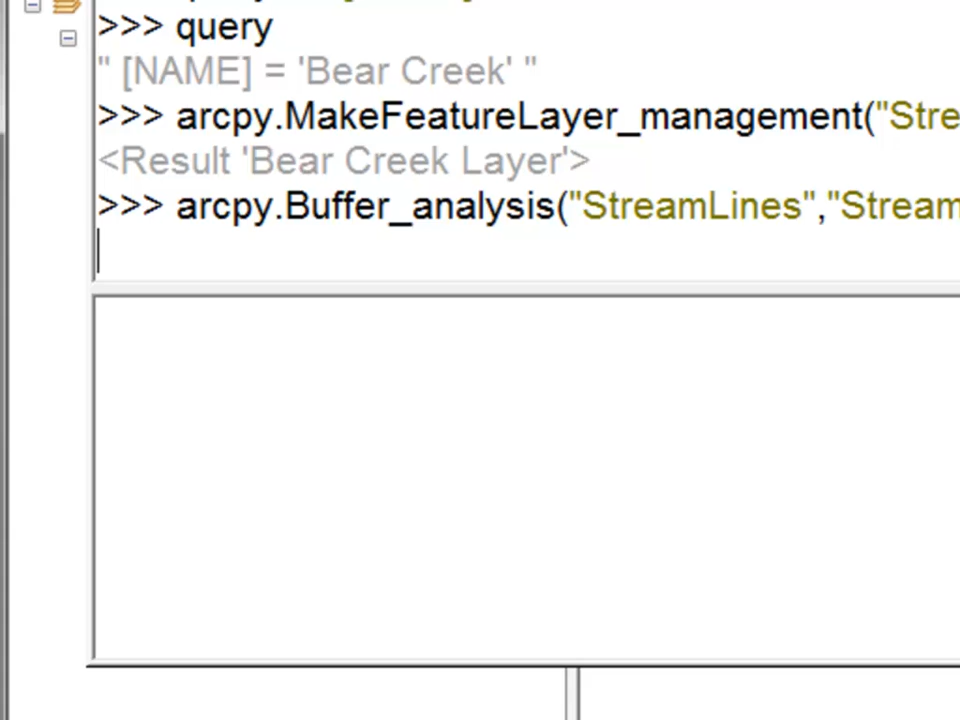 >>> query
" [NAME] = 'Bear Creek' "
>>> arcpy.MakeFeatureLayer_management("Stre
<Result 'Bear Creek Layer'>
>>> arcpy.Buffer_analysis("StreamLines","Stream